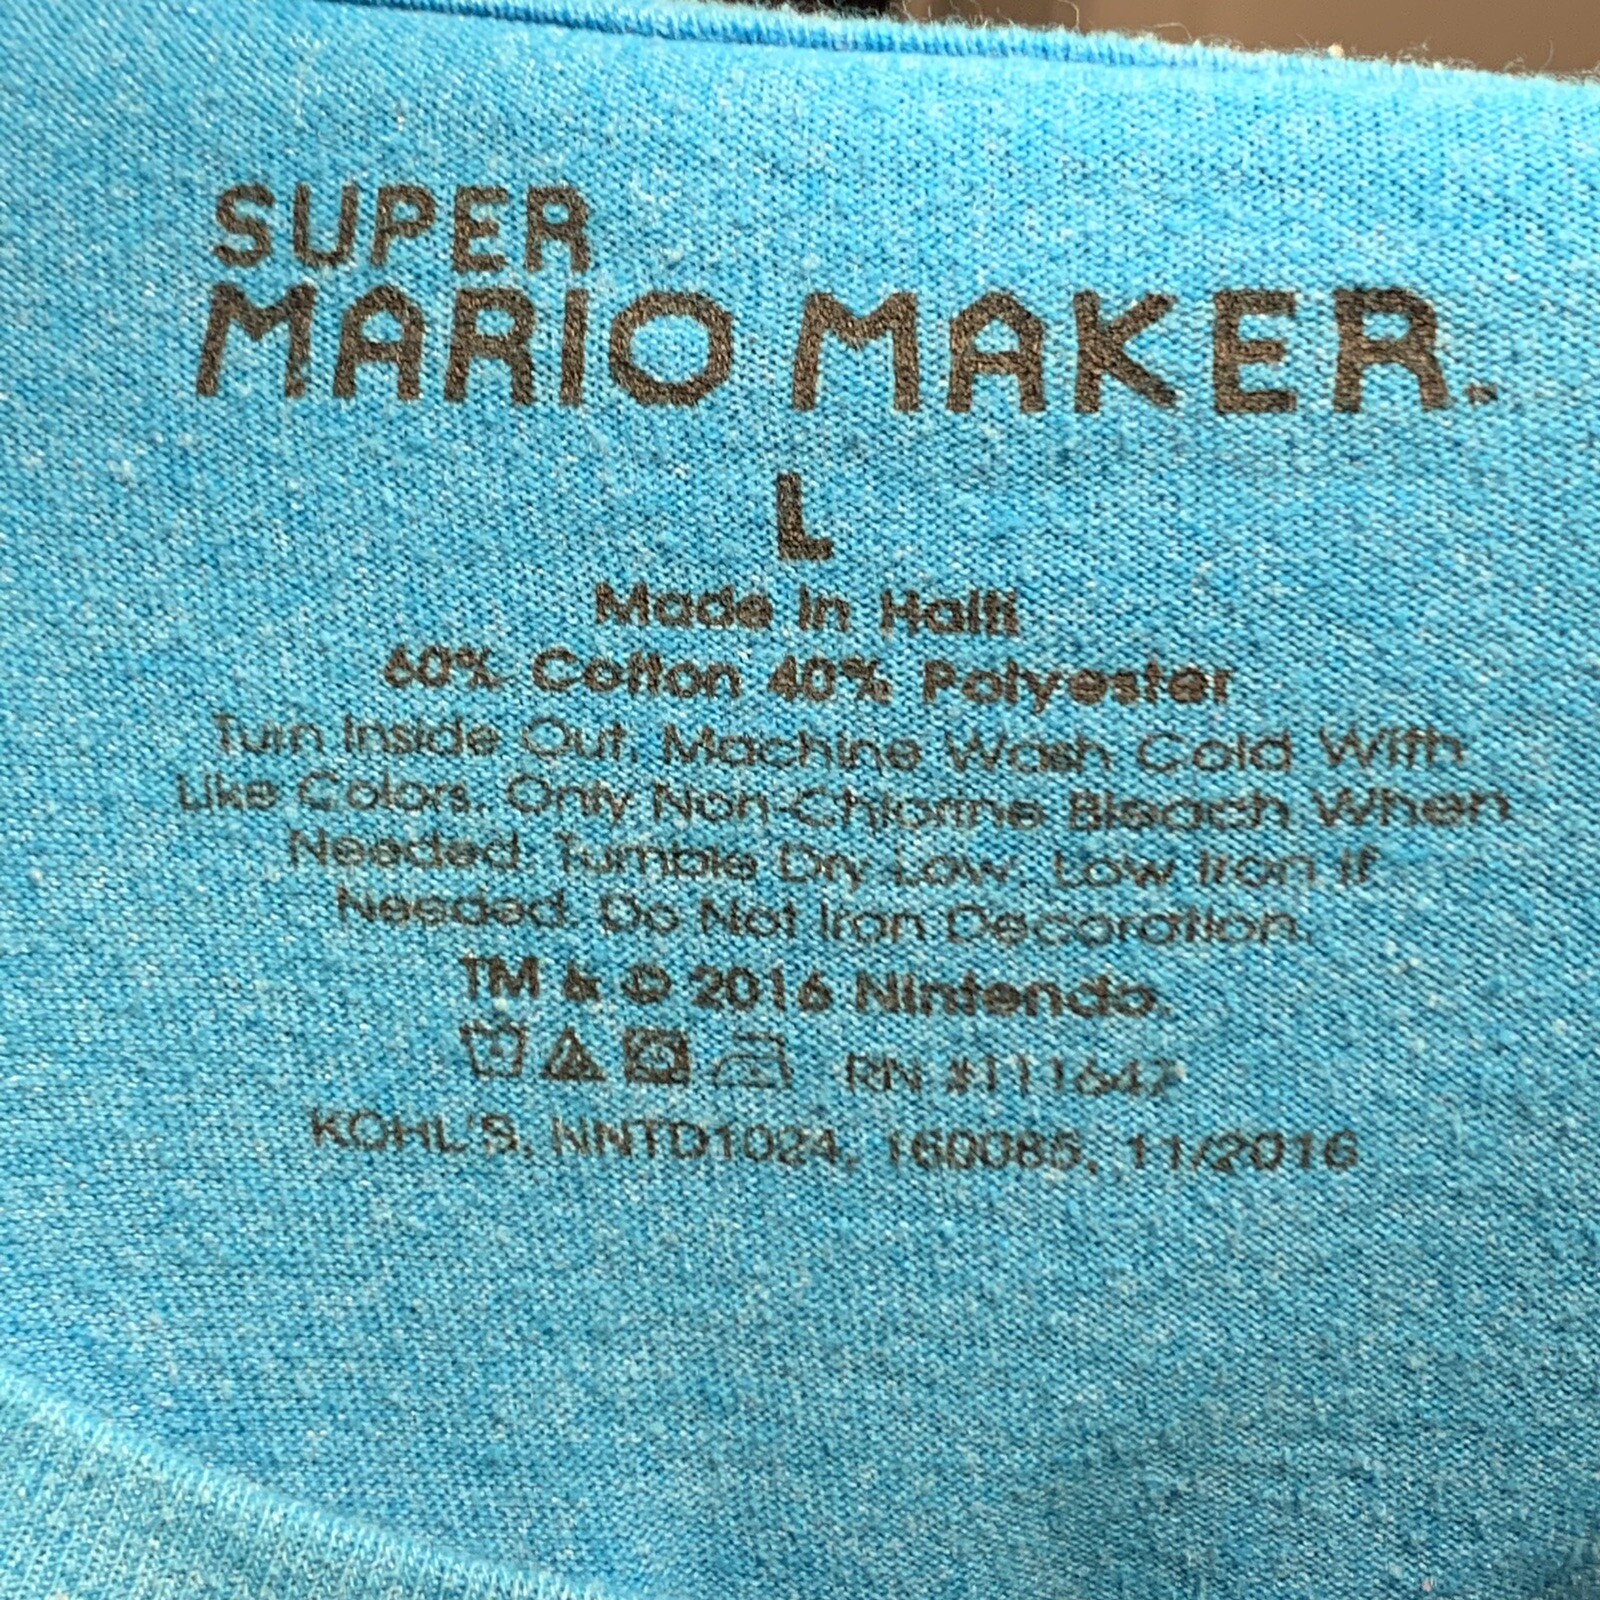 SUPER
MARIO MAKER™
L
Made In Haiti
60% Cotton 40% Polyester
Turn Inside Out. Machine Wash Cold With
Like Colors. Only Non-Chlorine Bleach When
Needed. Tumble Dry Low. Low Iron If
Needed. Do Not Iron Decoration.
TM & © 2016 Nintendo.
RN #111647
KOHL'S, NNTD1024, 160085, 11/2016